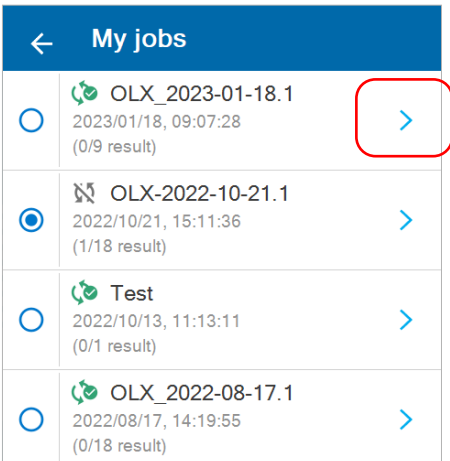 My jobs
OLX_2023-01-18.1
2023/01/18, 09:07:28
(0/9 result)
OLX-2022-10-21.1
2022/10/21, 15:11:36
(1/18 result)
Test
2022/10/13, 11:13:11
(0/1 result)
OLX_2022-08-17.1
2022/08/17, 14:19:55
(0/18 result)